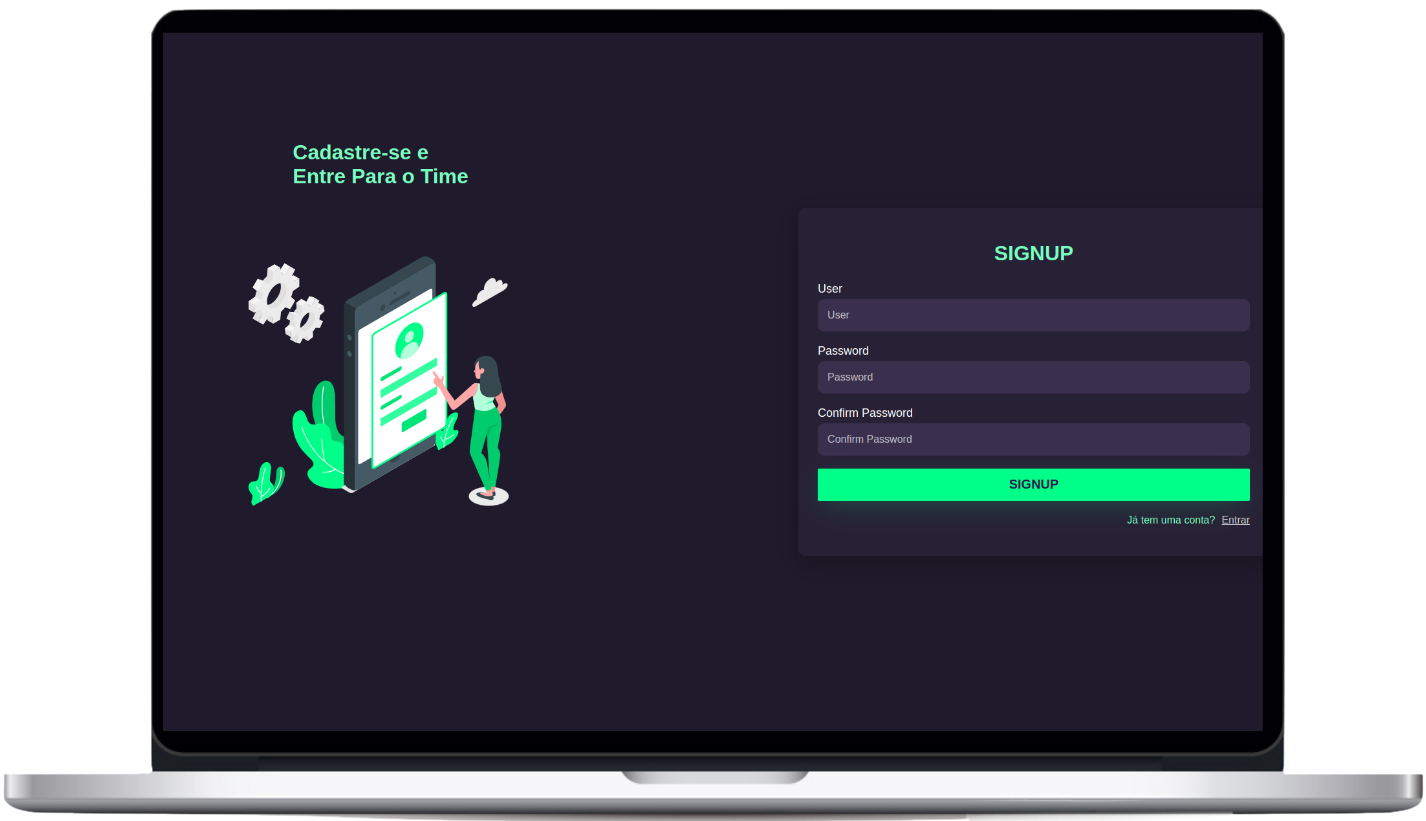 Cadastre-se e
Entre Para o Time
SIGNUP
User
User
Password
Password
Confirm Password
Confirm Password
SIGNUP
Já tem uma conta? Entrar